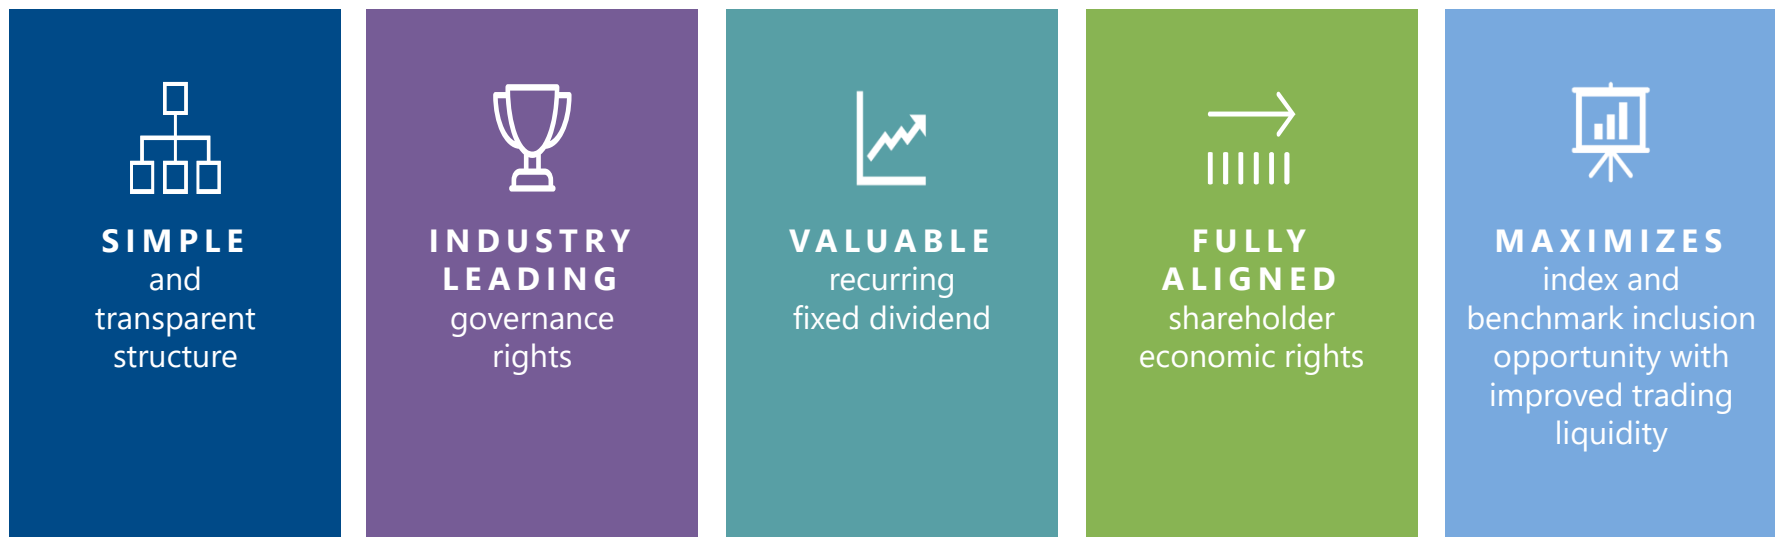 SIMPLE
and
transparent
structure
INDUSTRY
LEADING
governance
rights
VALUABLE
recurring
fixed dividend
FULLY
ALIGNED
shareholder
economic rights
MAXIMIZES
index and
benchmark inclusion
opportunity with
improved trading
liquidity